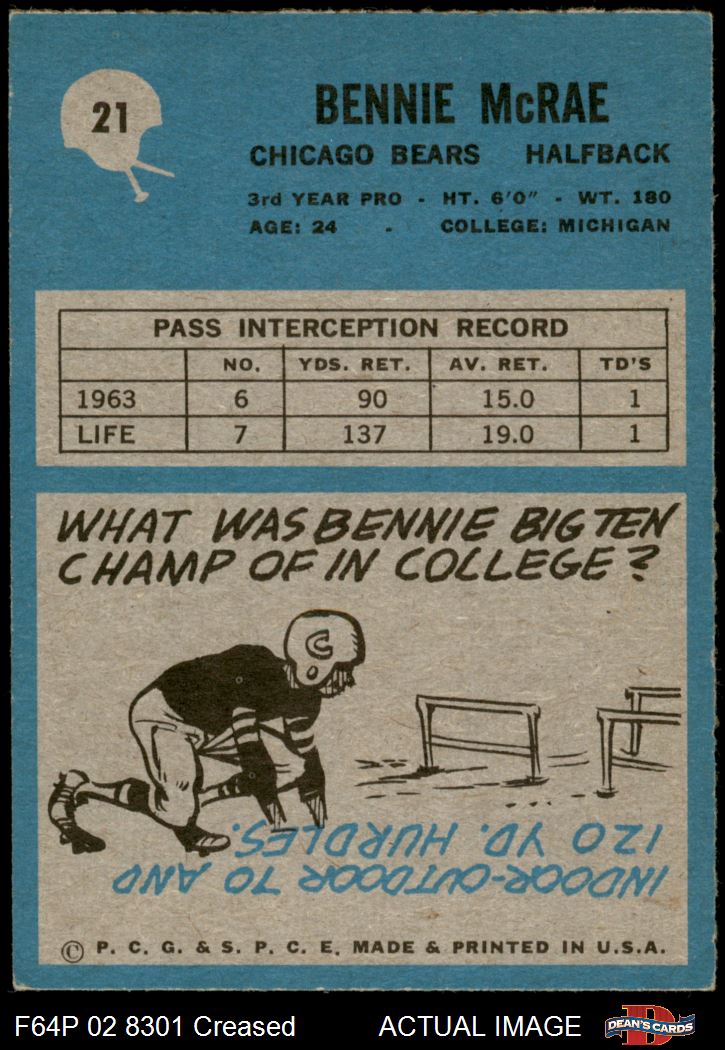 21
BENNIE McRAE
CHICAGO BEARS HALFBACK
3rd YEAR PRO - HT. 6'0" - WT. 180
AGE: 24 - COLLEGE: MICHIGAN
PASS INTERCEPTION RECORD
NO. YDS. RET. AV. RET. TD'S
1963 6 90 15.0 1
LIFE 7 137 19.0 1
WHAT WAS BENNIE BIG TEN
CHAMP OF IN COLLEGE?
C
INDOOR-OUTDOOR 70 AND
120 YD. HURDLES.
© P. C. G. & S. P. C. E. MADE & PRINTED IN U.S.A.
F64P 02 8301 Creased ACTUAL IMAGE
D
DEAN'S CARDS